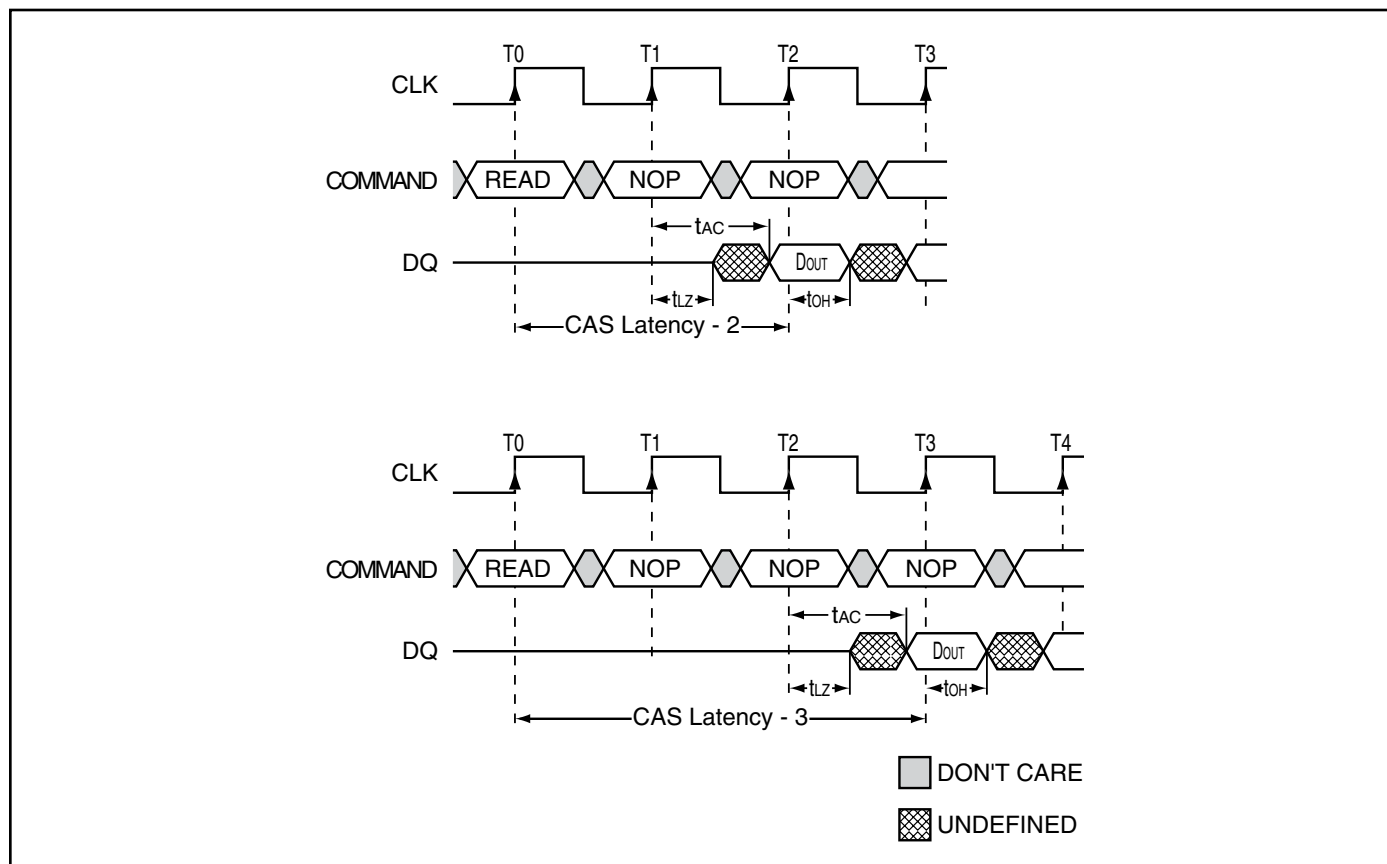 T0 T1 T2 T3
CLK
COMMAND READ NOP NOP
tAC
DQ DOUT
tLZ tOH
CAS Latency - 2
T0 T1 T2 T3 T4
CLK
COMMAND READ NOP NOP NOP
tAC
DQ DOUT
tLZ tOH
CAS Latency - 3
DON'T CARE
UNDEFINED